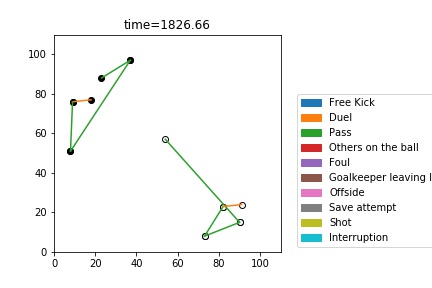 time=1826.66
100
80
60
40
20
0
0 20 40 60 80 100
Free Kick
Duel
Pass
Others on the ball
Foul
Goalkeeper leaving l
Offside
Save attempt
Shot
Interruption